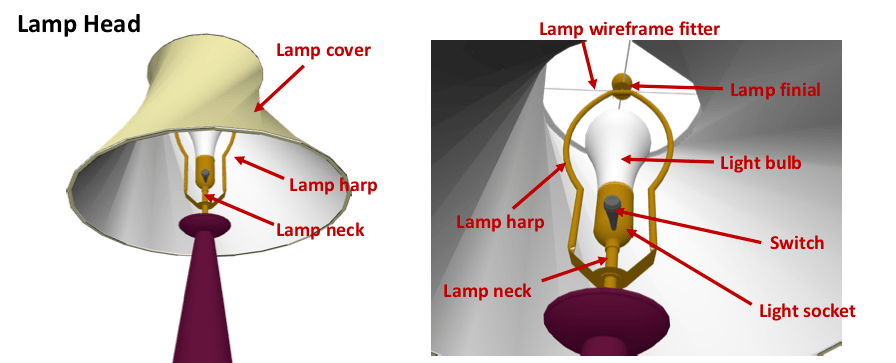 Lamp Head
Lamp cover
Lamp harp
Lamp neck
Lamp wireframe fitter
Lamp finial
Light bulb
Lamp harp
Switch
Lamp neck
Light socket